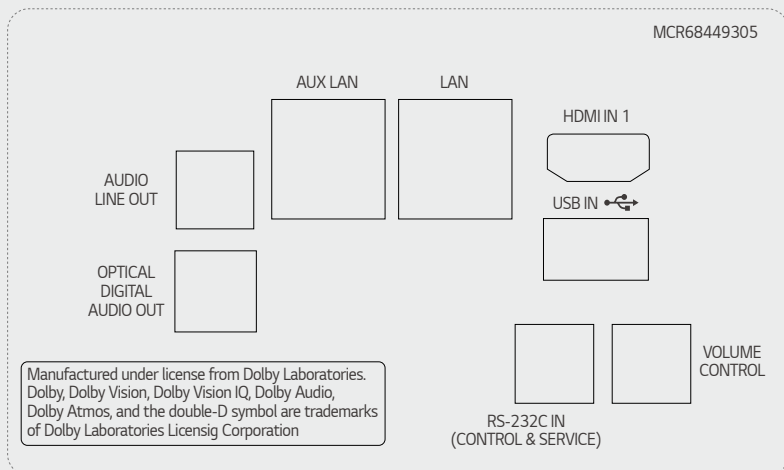 MCR68449305
AUX LAN
LAN
HDMI IN 1
AUDIO
LINE OUT
USB IN
OPTICAL
DIGITAL
AUDIO OUT
VOLUME
CONTROL
Manufactured under license from Dolby Laboratories.
Dolby, Dolby Vision, Dolby Vision IQ, Dolby Audio,
Dolby Atmos, and the double-D symbol are trademarks
of Dolby Laboratories Licensig Corporation
RS-232C IN
(CONTROL & SERVICE)